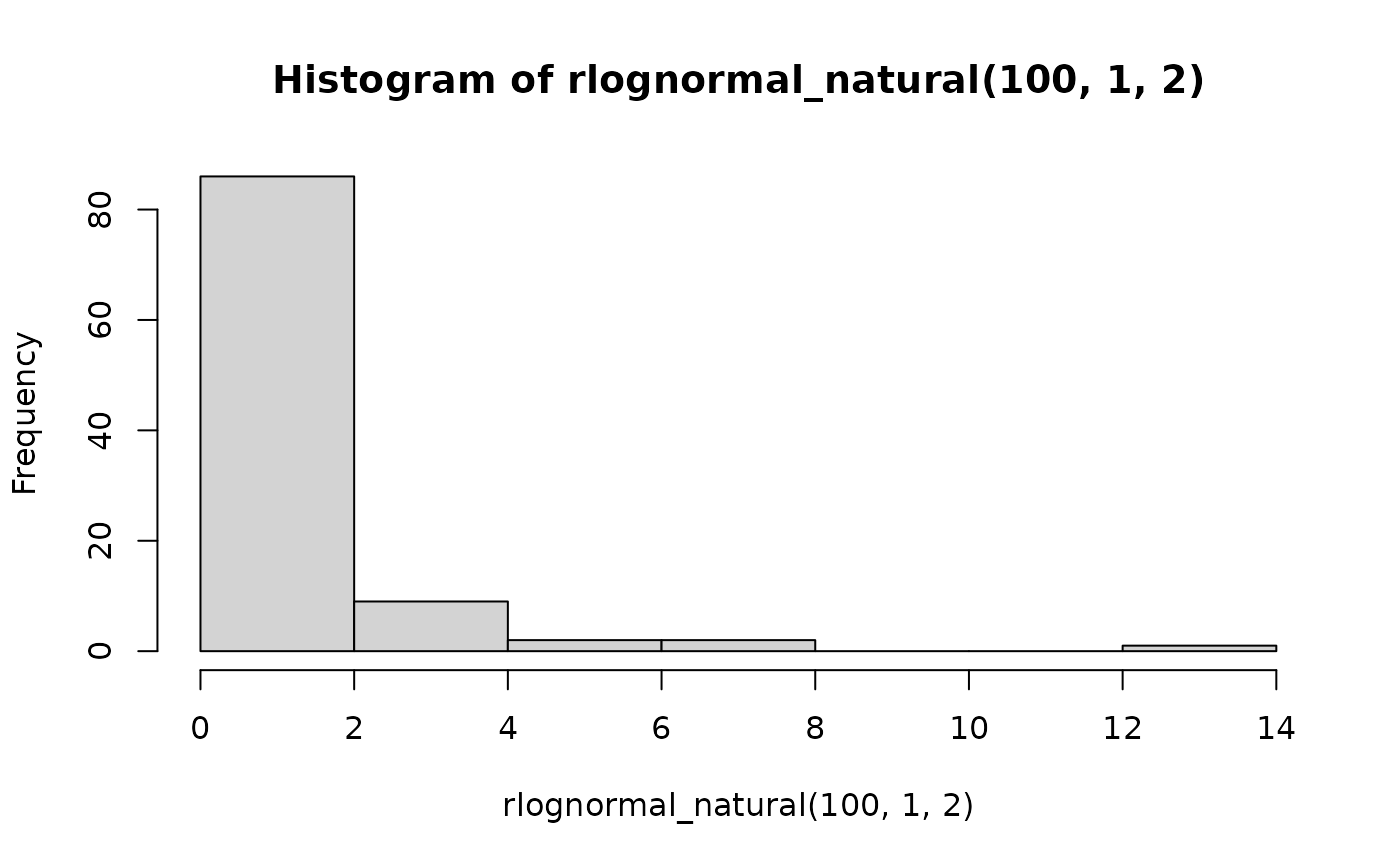 Histogram of rlognormal_natural(100, 1, 2)
80
60
40
20
0
Frequency
0 2 4 6 8 10 12 14
rlognormal_natural(100, 1, 2)